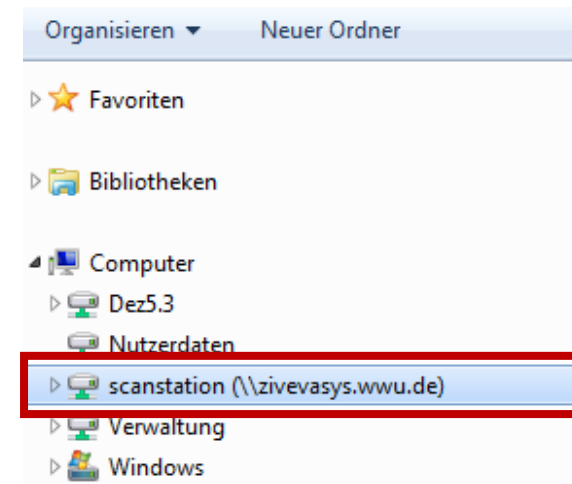 Organisieren Neuer Ordner
Favoriten
Bibliotheken
Computer
Dez5.3
Nutzerdaten
scanstation (\\zivevasys.wwu.de)
Verwaltung
Windows